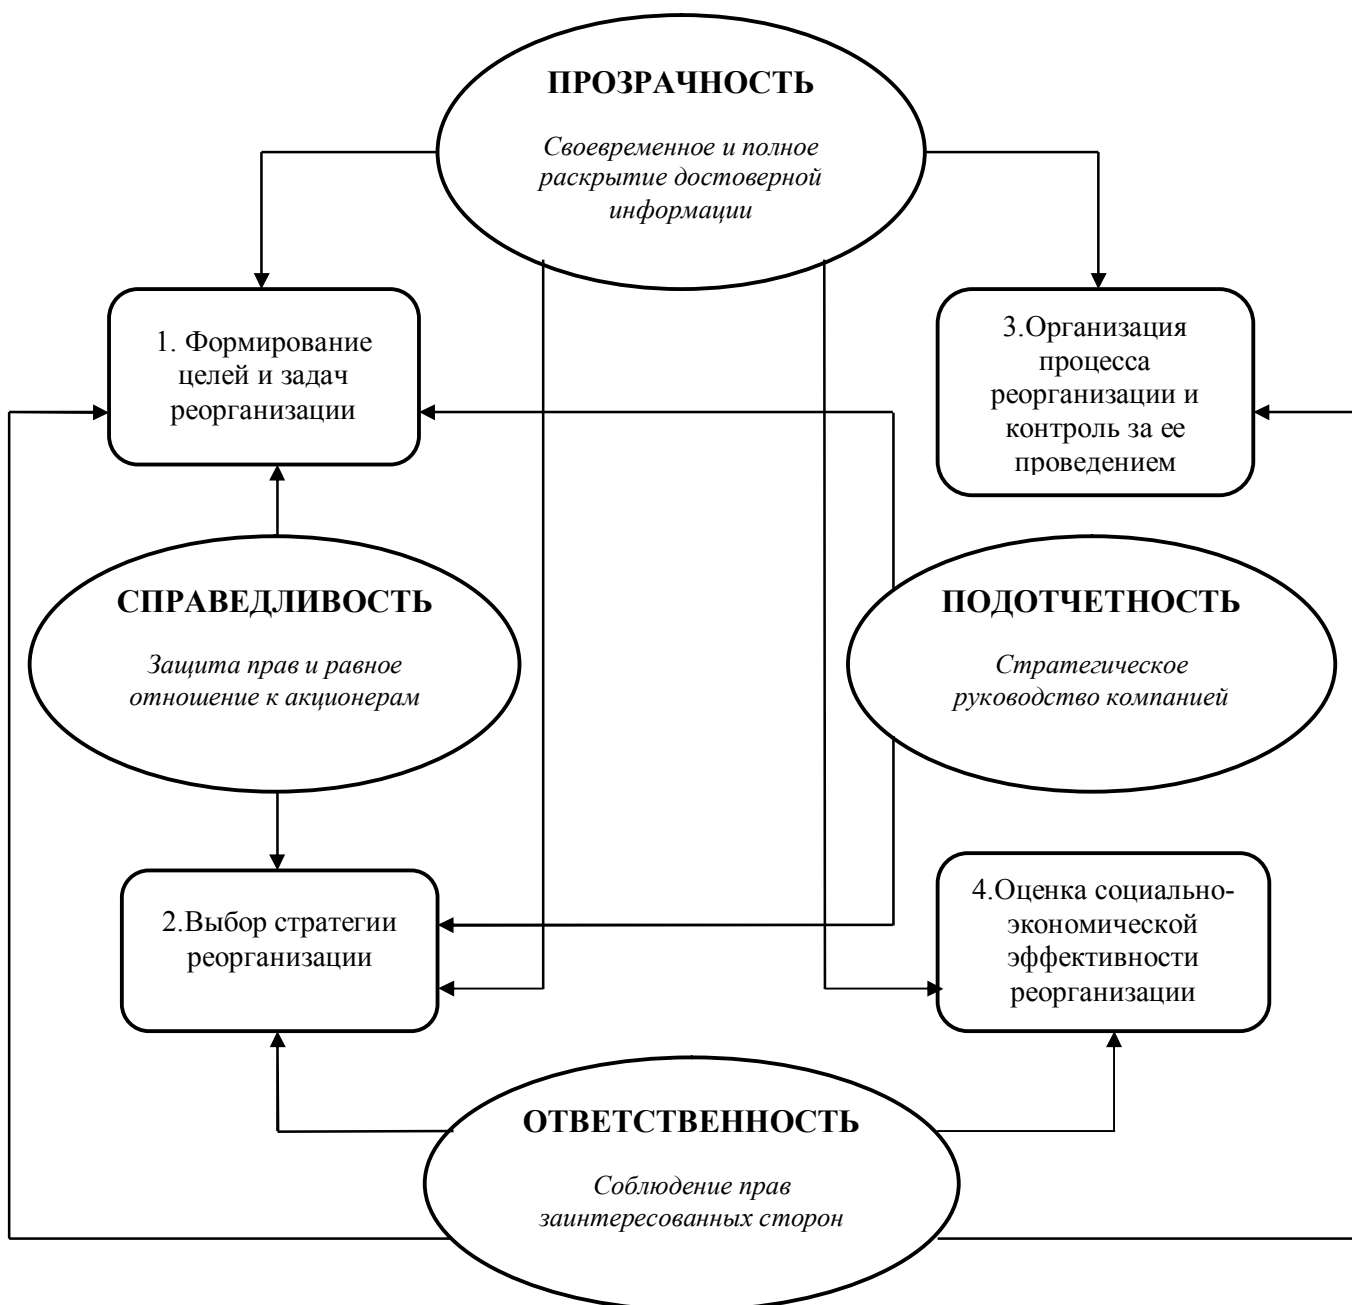 ПРОЗРАЧНОСТЬ
Своевременное и полное
раскрытие достоверной
информации
1. Формирование
целей и задач
реорганизации
3.Организация
процесса
реорганизации и
контроль за ее
проведением
СПРАВЕДЛИВОСТЬ
Защита прав и равное
отношение к акционерам
ПОДОТЧЕТНОСТЬ
Стратегическое
руководство компанией
2.Выбор стратегии
реорганизации
4.Оценка социально-
экономической
эффективности
реорганизации
ОТВЕТСТВЕННОСТЬ
Соблюдение прав
заинтересованных сторон